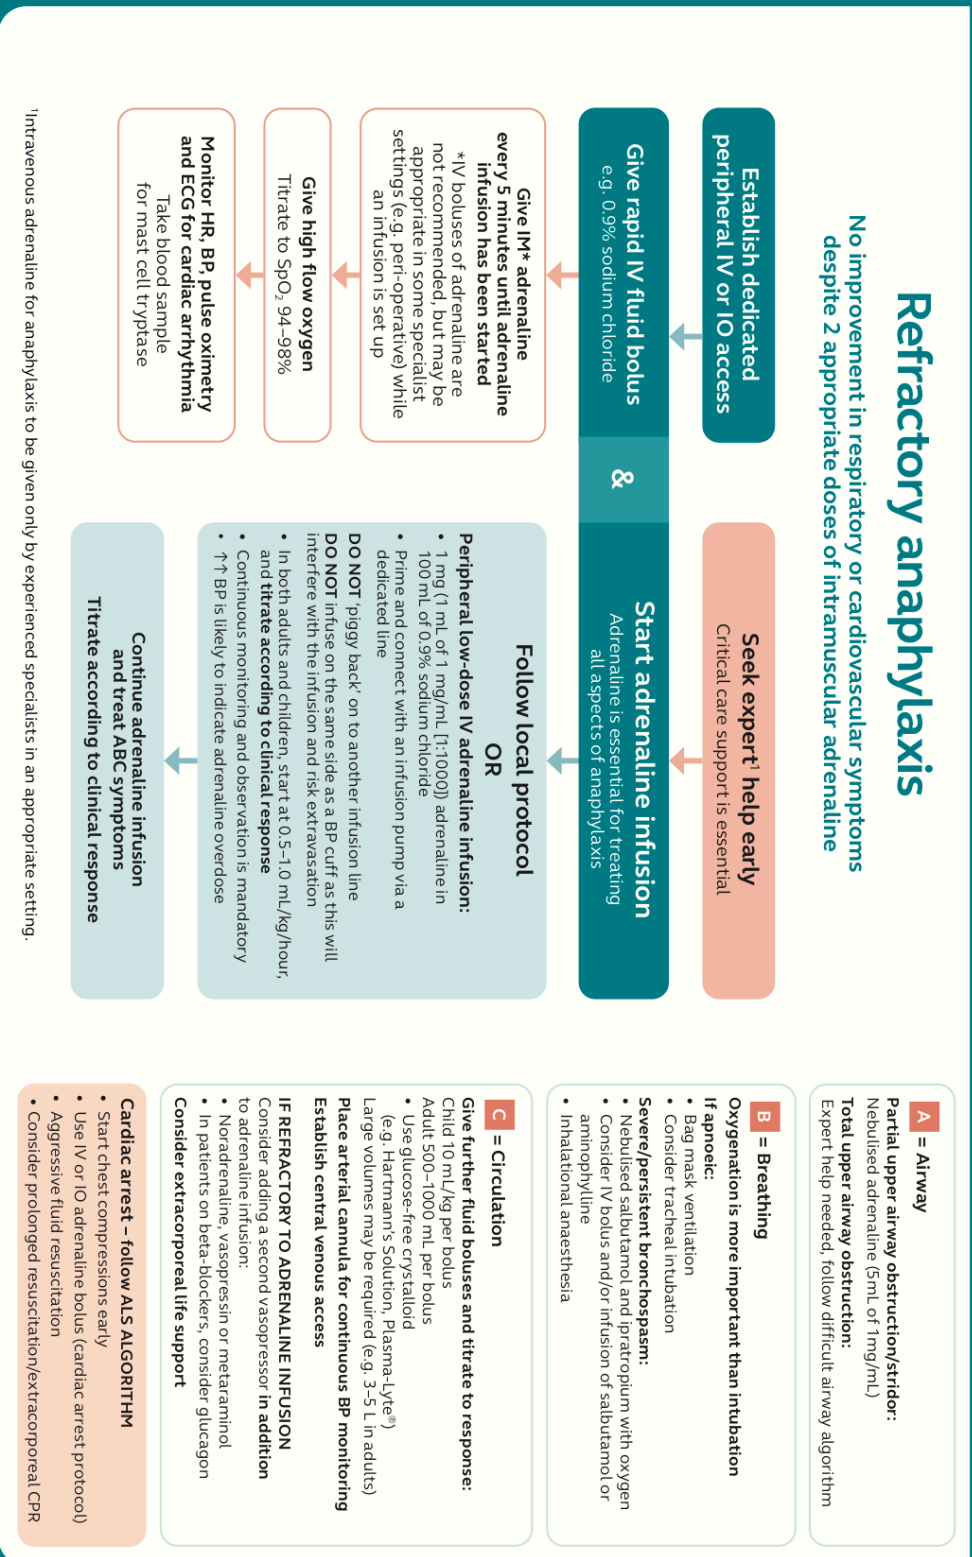 Refractory anaphylaxis
No improvement in respiratory or cardiovascular symptoms
despite 2 appropriate doses of intramuscular adrenaline
Establish dedicated
peripheral IV or IO access
Seek expert¹ help early
Critical care support is essential
Give rapid IV fluid bolus
e.g. 0.9% sodium chloride
&
Start adrenaline infusion
Adrenaline is essential for treating
all aspects of anaphylaxis
Give IM* adrenaline
every 5 minutes until adrenaline
infusion has been started
*IV boluses of adrenaline are
not recommended, but may be
appropriate in some specialist
settings (e.g. peri-operative) while
an infusion is set up
Give high flow oxygen
Titrate to SpO₂ 94–98%
Monitor HR, BP, pulse oximetry
and ECG for cardiac arrhythmia
Take blood sample
for mast cell tryptase
Follow local protocol
OR
Peripheral low-dose IV adrenaline infusion:
• 1 mg (1 mL of 1 mg/mL [1:1000]) adrenaline in
100 mL of 0.9% sodium chloride
• Prime and connect with an infusion pump via a
dedicated line
DO NOT 'piggy back' on to another infusion line
DO NOT infuse on the same side as a BP cuff as this will
interfere with the infusion and risk extravasation
• In both adults and children, start at 0.5–1.0 mL/kg/hour,
and titrate according to clinical response
• Continuous monitoring and observation is mandatory
• ↑↑ BP is likely to indicate adrenaline overdose
Continue adrenaline infusion
and treat ABC symptoms
Titrate according to clinical response
A = Airway
Partial upper airway obstruction/stridor:
Nebulised adrenaline (5mL of 1mg/mL)
Total upper airway obstruction:
Expert help needed, follow difficult airway algorithm
B = Breathing
Oxygenation is more important than intubation
If apnoeic:
• Bag mask ventilation
• Consider tracheal intubation
Severe/persistent bronchospasm:
• Nebulised salbutamol and ipratropium with oxygen
• Consider IV bolus and/or infusion of salbutamol or
aminophylline
• Inhalational anaesthesia
C = Circulation
Give further fluid boluses and titrate to response:
Child 10 mL/kg per bolus
Adult 500–1000 mL per bolus
• Use glucose-free crystalloid
(e.g. Hartmann's Solution, Plasma-Lyte®)
Large volumes may be required (e.g. 3–5 L in adults)
Place arterial cannula for continuous BP monitoring
Establish central venous access
IF REFRACTORY TO ADRENALINE INFUSION
Consider adding a second vasopressor in addition
to adrenaline infusion:
• Noradrenaline, vasopressin or metaraminol
• In patients on beta-blockers, consider glucagon
Consider extracorporeal life support
Cardiac arrest – follow ALS ALGORITHM
• Start chest compressions early
• Use IV or IO adrenaline bolus (cardiac arrest protocol)
• Aggressive fluid resuscitation
• Consider prolonged resuscitation/extracorporeal CPR
¹Intravenous adrenaline for anaphylaxis to be given only by experienced specialists in an appropriate setting.